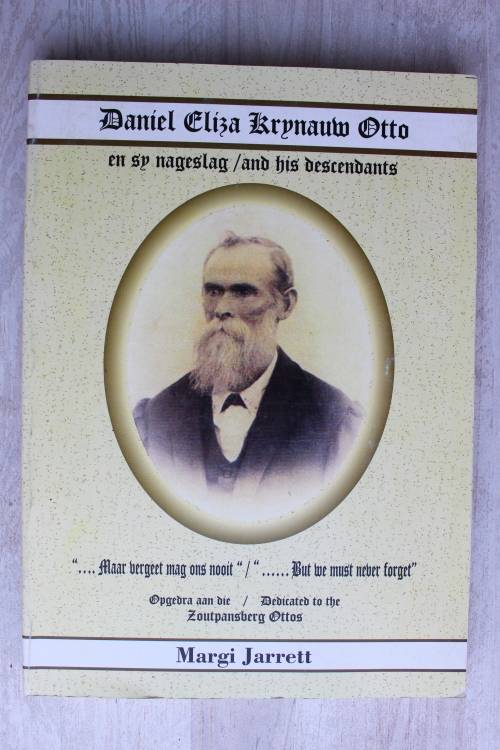 Daniel Eliza Krynauw Otto
en sy nageslag /and his descendants
“.... Maar vergeet mag ons nooit “ / “ ...... But we must never forget”
Opgedra aan die / Dedicated to the
Zoutpansberg Ottos
Margi Jarrett